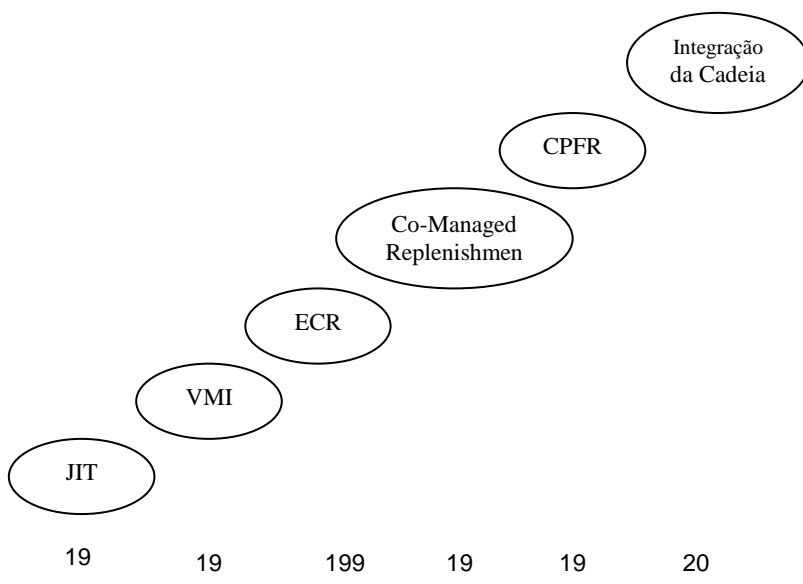 Integração
da Cadeia
CPFR
Co-Managed
Replenishmen
ECR
VMI
JIT
19 19 199 19 19 20